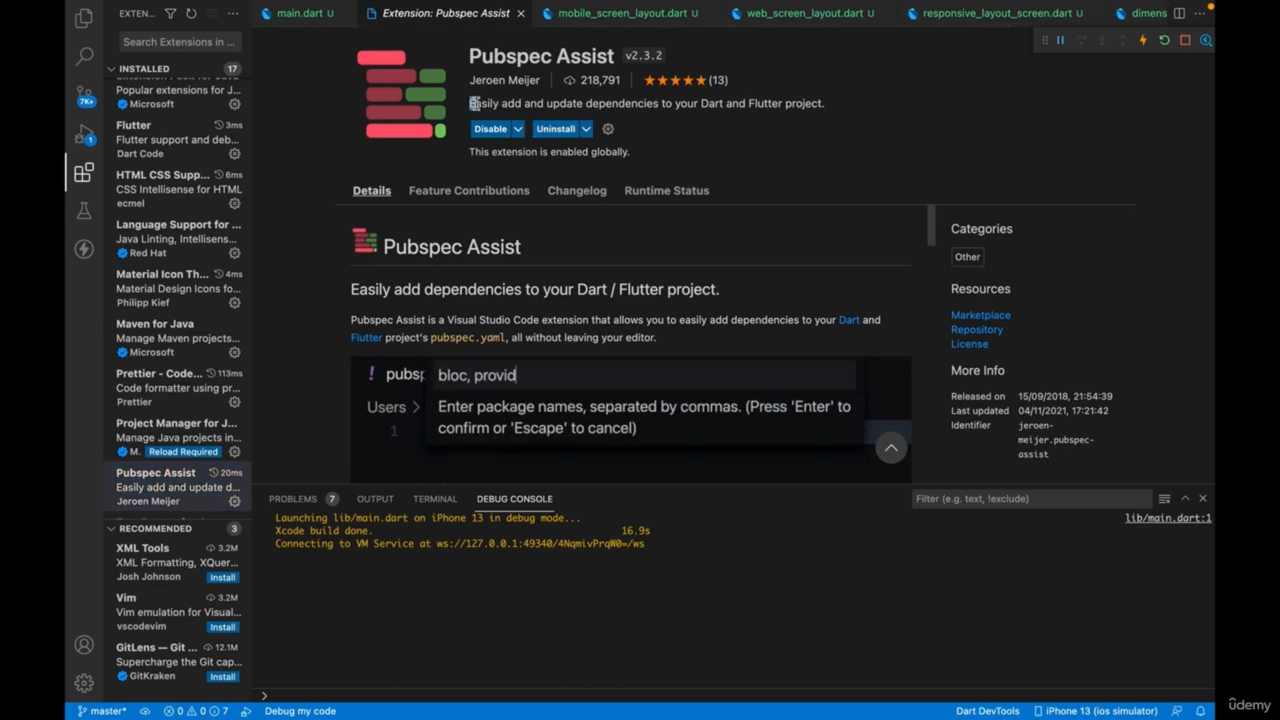 EXTEN...
main.dart U
Extension: Pubspec Assist
mobile_screen_layout.dart U
web_screen_layout.dart U
responsive_layout_screen.dart U
dimens
Search Extensions in ...
INSTALLED 17
Popular extensions for J...
Microsoft
Flutter 3ms
Flutter support and deb...
Dart Code
HTML CSS Supp... 6ms
CSS Intellisense for HTML
ecmel
Language Support for ...
Java Linting, Intellisens...
Red Hat
Material Icon Th... 4ms
Material Design Icons fo...
Philipp Kief
Maven for Java
Manage Maven projects...
Microsoft
Prettier - Code... 113ms
Code formatter using pr...
Prettier
Project Manager for J...
Manage Java projects in...
M. Reload Required
Pubspec Assist 20ms
Easily add and update d...
Jeroen Meijer
RECOMMENDED 3
XML Tools 3.2M
XML Formatting, XQuer...
Josh Johnson Install
Vim 3.2M
Vim emulation for Visual...
vscodevim Install
GitLens — Git ... 12.1M
Supercharge the Git cap...
GitKraken Install
7K+
1
Pubspec Assist v2.3.2
Jeroen Meijer 218,791 (13)
Easily add and update dependencies to your Dart and Flutter project.
Disable Uninstall
This extension is enabled globally.
Details Feature Contributions Changelog Runtime Status
Pubspec Assist
Easily add dependencies to your Dart / Flutter project.
Pubspec Assist is a Visual Studio Code extension that allows you to easily add dependencies to your Dart and
Flutter project's pubspec.yaml, all without leaving your editor.
! pubsp
bloc, provid
Users >
Enter package names, separated by commas. (Press 'Enter' to
confirm or 'Escape' to cancel)
1
Categories
Other
Resources
Marketplace
Repository
License
More Info
Released on 15/09/2018, 21:54:39
Last updated 04/11/2021, 17:21:42
Identifier jeroen-
meijer.pubspec-
assist
PROBLEMS 7 OUTPUT TERMINAL DEBUG CONSOLE
Filter (e.g. text, !exclude)
Launching lib/main.dart on iPhone 13 in debug mode...
lib/main.dart:1
Xcode build done. 16.9s
Connecting to VM Service at ws://127.0.0.1:49340/4NqmivPrqW0=/ws
>
master* 0 0 7 Debug my code
Dart DevTools iPhone 13 (ios simulator)
ûdemy